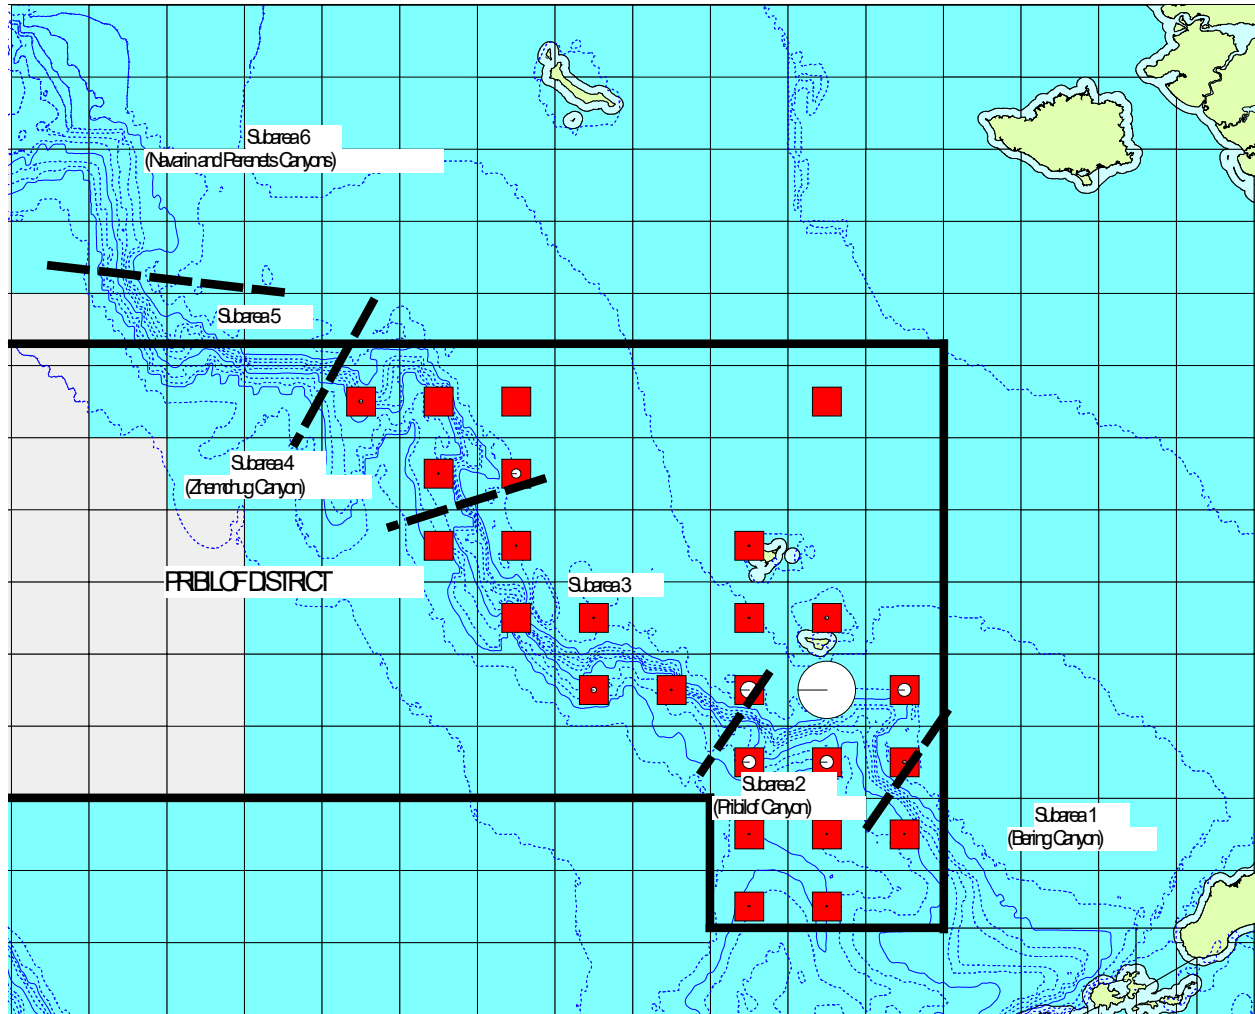 Subarea 6
(Navarin and Perenets Canyons)
Subarea 5
Subarea 4
(Zhemchug Canyon)
PRIBILOF DISTRICT
Subarea 3
Subarea 2
(Pribilof Canyon)
Subarea 1
(Bering Canyon)